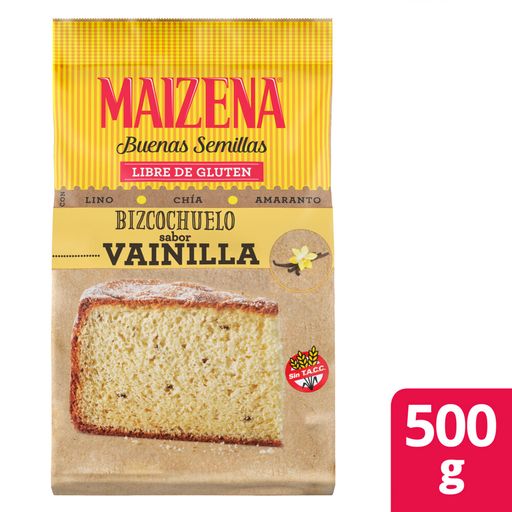 MAIZENA®
Buenas Semillas
LIBRE DE GLUTEN
CON
LINO CHÍA AMARANTO
BIZCOCHUELO
sabor
VAINILLA
Sin T.A.C.C.
500
g